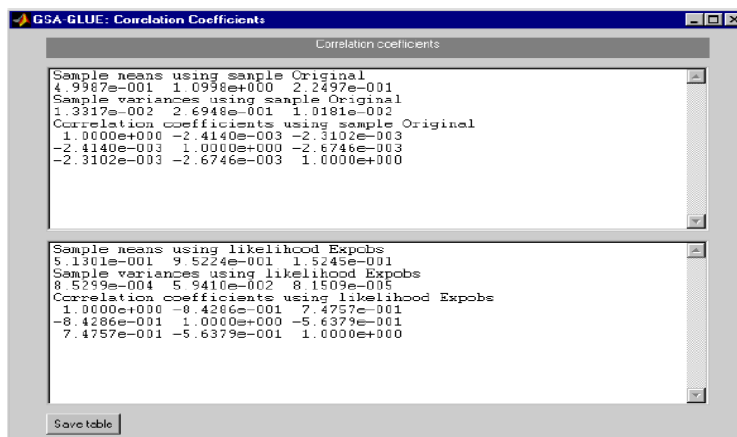 GSA-GLUE: Correlation Coefficients
Correlation coefficients
Sample means using sample Original
4.9987e-001 1.0998e+000 2.2497e-001
Sample variances using sample Original
1.3317e-002 2.6948e-001 1.0181e-002
Correlation coefficients using sample Original
1.0000e+000 -2.4140e-003 -2.3102e-003
-2.4140e-003 1.0000e+000 -2.6746e-003
-2.3102e-003 -2.6746e-003 1.0000e+000
Sample means using likelihood Expobs
5.1301e-001 9.5224e-001 1.5245e-001
Sample variances using likelihood Expobs
8.5299e-004 5.9410e-002 8.1509e-005
Correlation coefficients using likelihood Expobs
1.0000e+000 -8.4286e-001 7.4757e-001
-8.4286e-001 1.0000e+000 -5.6379e-001
7.4757e-001 -5.6379e-001 1.0000e+000
Save table